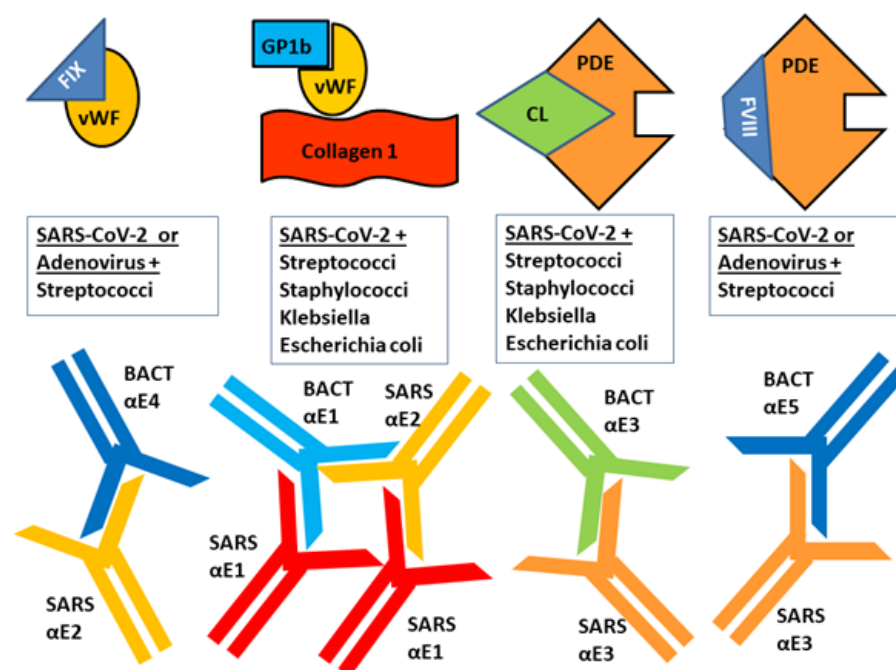 FIX
vWF
GP1b
vWF
Collagen 1
PDE
CL
PDE
FVIII
SARS-CoV-2 or
Adenovirus +
Streptococci
SARS-CoV-2 +
Streptococci
Staphylococci
Klebsiella
Escherichia coli
SARS-CoV-2 +
Streptococci
Staphylococci
Klebsiella
Escherichia coli
SARS-CoV-2 or
Adenovirus +
Streptococci
BACT
αE4
SARS
αE2
BACT
αE1
SARS
αE2
SARS
αE1
SARS
αE1
BACT
αE3
SARS
αE3
BACT
αE5
SARS
αE3